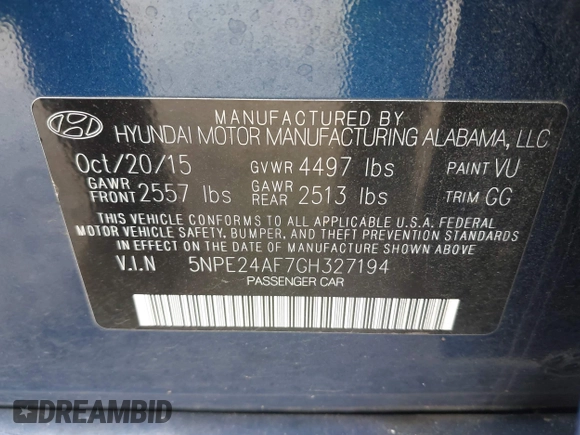 MANUFACTURED BY
HYUNDAI MOTOR MANUFACTURING ALABAMA, LLC
Oct/20/15 GVWR 4497 lbs PAINT VU
GAWR FRONT 2557 lbs GAWR REAR 2513 lbs TRIM GG
THIS VEHICLE CONFORMS TO ALL APPLICABLE U.S.A. FEDERAL
MOTOR VEHICLE SAFETY, BUMPER, AND THEFT PREVENTION STANDARDS
IN EFFECT ON THE DATE OF MANUFACTURE SHOWN ABOVE.
V.I.N 5NPE24AF7GH327194
PASSENGER CAR
DREAMBID